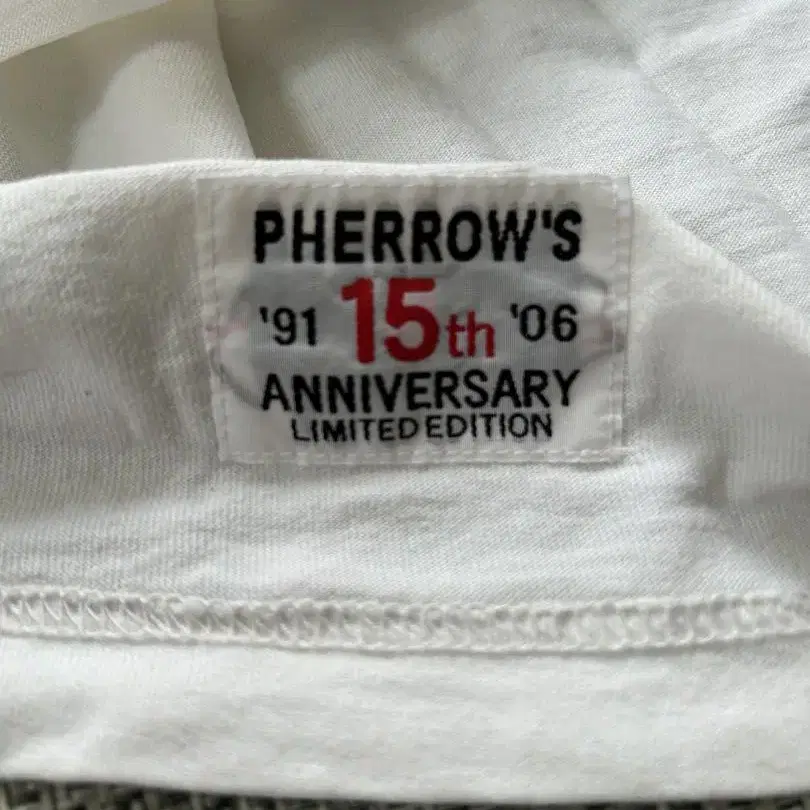 PHERROW'S
'91 15th '06
ANNIVERSARY
LIMITED EDITION